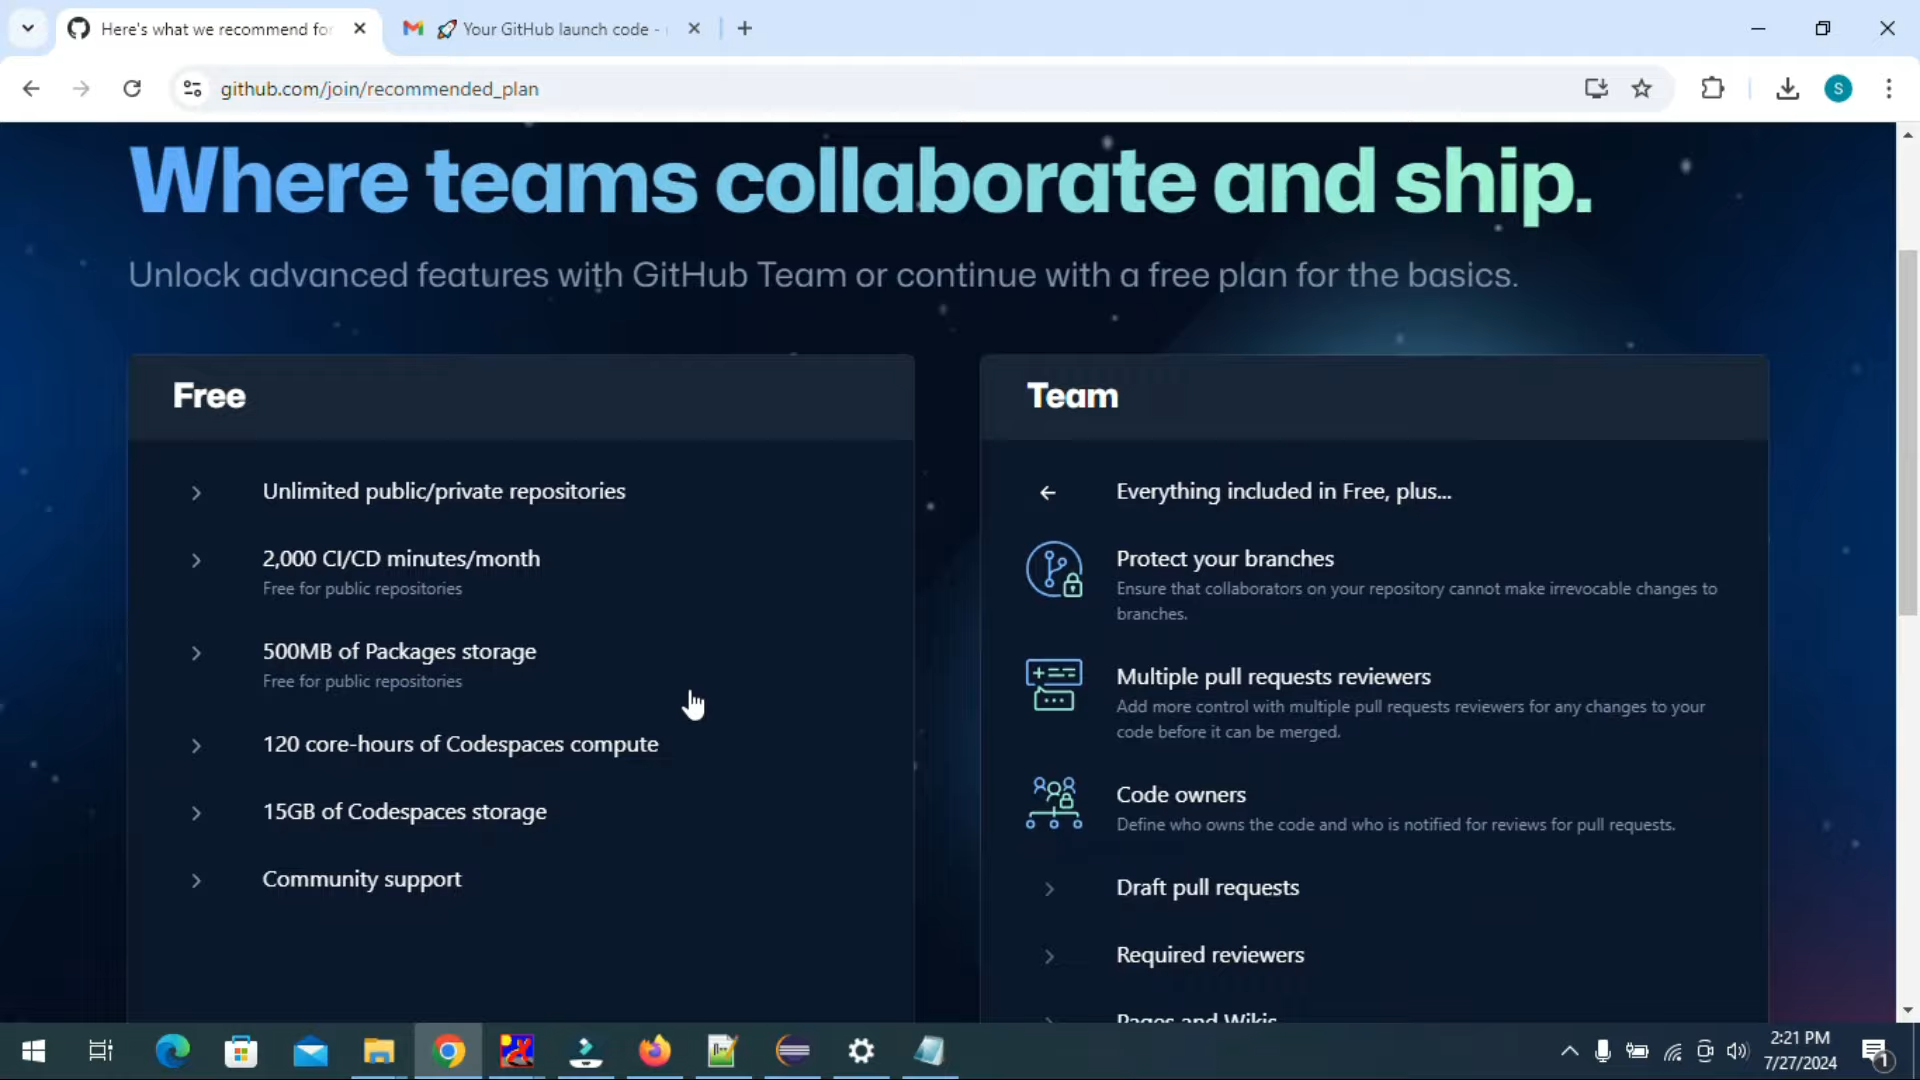 Here's what we recommend for
Your GitHub launch code -
github.com/join/recommended_plan
S
Where teams collaborate and ship.
Unlock advanced features with GitHub Team or continue with a free plan for the basics.
Free
Unlimited public/private repositories
2,000 CI/CD minutes/month
Free for public repositories
500MB of Packages storage
Free for public repositories
120 core-hours of Codespaces compute
15GB of Codespaces storage
Community support
Team
Everything included in Free, plus...
Protect your branches
Ensure that collaborators on your repository cannot make irrevocable changes to
branches.
Multiple pull requests reviewers
Add more control with multiple pull requests reviewers for any changes to your
code before it can be merged.
Code owners
Define who owns the code and who is notified for reviews for pull requests.
Draft pull requests
Required reviewers
Pages and Wikis
2:21 PM
7/27/2024
1